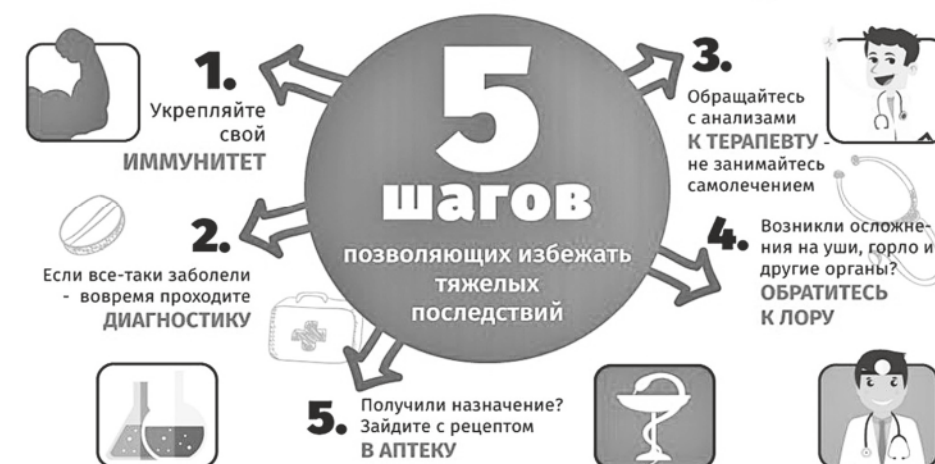 5
шагов
позволяющих избежать
тяжелых
последствий
1.
Укрепляйте
свой
ИММУНИТЕТ
2.
Если все-таки заболели
- вовремя проходите
ДИАГНОСТИКУ
3.
Обращайтесь
с анализами
К ТЕРАПЕВТУ -
не занимайтесь
самолечением
4.
Возникли осложне-
ния на уши, горло и
другие органы?
ОБРАТИТЕСЬ
К ЛОРУ
5.
Получили назначение?
Зайдите с рецептом
В АПТЕКУ